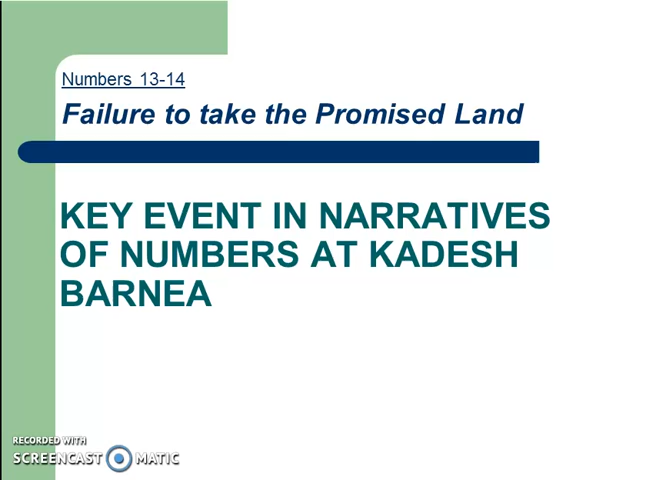 Numbers 13-14
Failure to take the Promised Land
KEY EVENT IN NARRATIVES
OF NUMBERS AT KADESH
BARNEA
RECORDED WITH
SCREENCAST MATIC